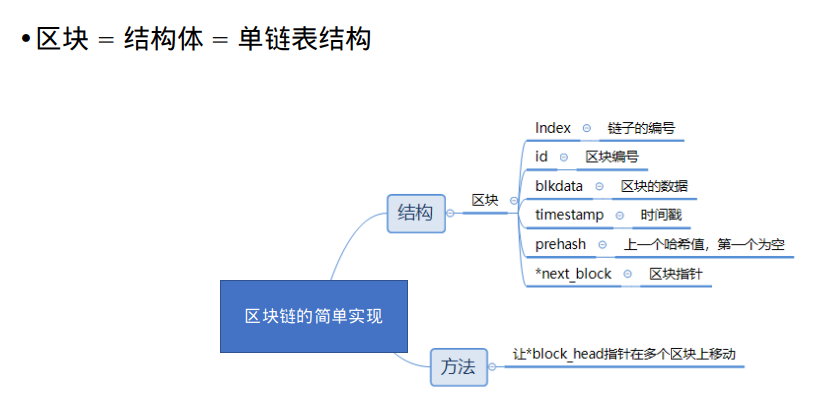 •区块 = 结构体 = 单链表结构
Index 链子的编号
id 区块编号
blkdata 区块的数据
结构 区块 timestamp 时间戳
prehash 上一个哈希值，第一个为空
*next_block 区块指针
区块链的简单实现
方法 让*block_head指针在多个区块上移动